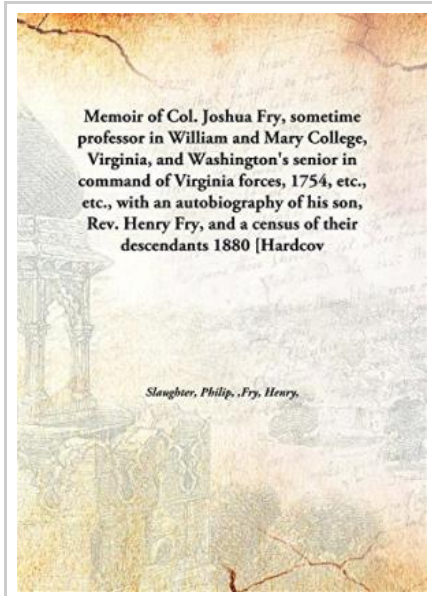 Memoir of Col. Joshua Fry, sometime
professor in William and Mary College,
Virginia, and Washington's senior in
command of Virginia forces, 1754, etc.,
etc., with an autobiography of his son,
Rev. Henry Fry, and a census of their
descendants 1880 [Hardcov
Slaughter, Philip, ,Fry, Henry,